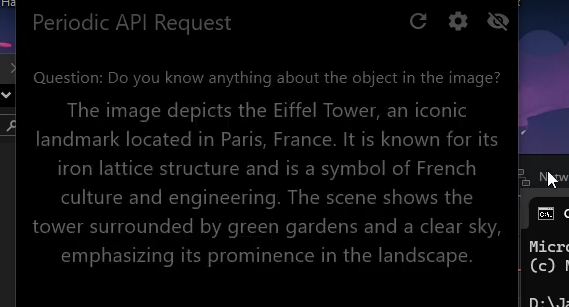 Periodic API Request
Question: Do you know anything about the object in the image?
The image depicts the Eiffel Tower, an iconic
landmark located in Paris, France. It is known for its
iron lattice structure and is a symbol of French
culture and engineering. The scene shows the
tower surrounded by green gardens and a clear sky,
emphasizing its prominence in the landscape.
Micro
(c) M
D:\Ja